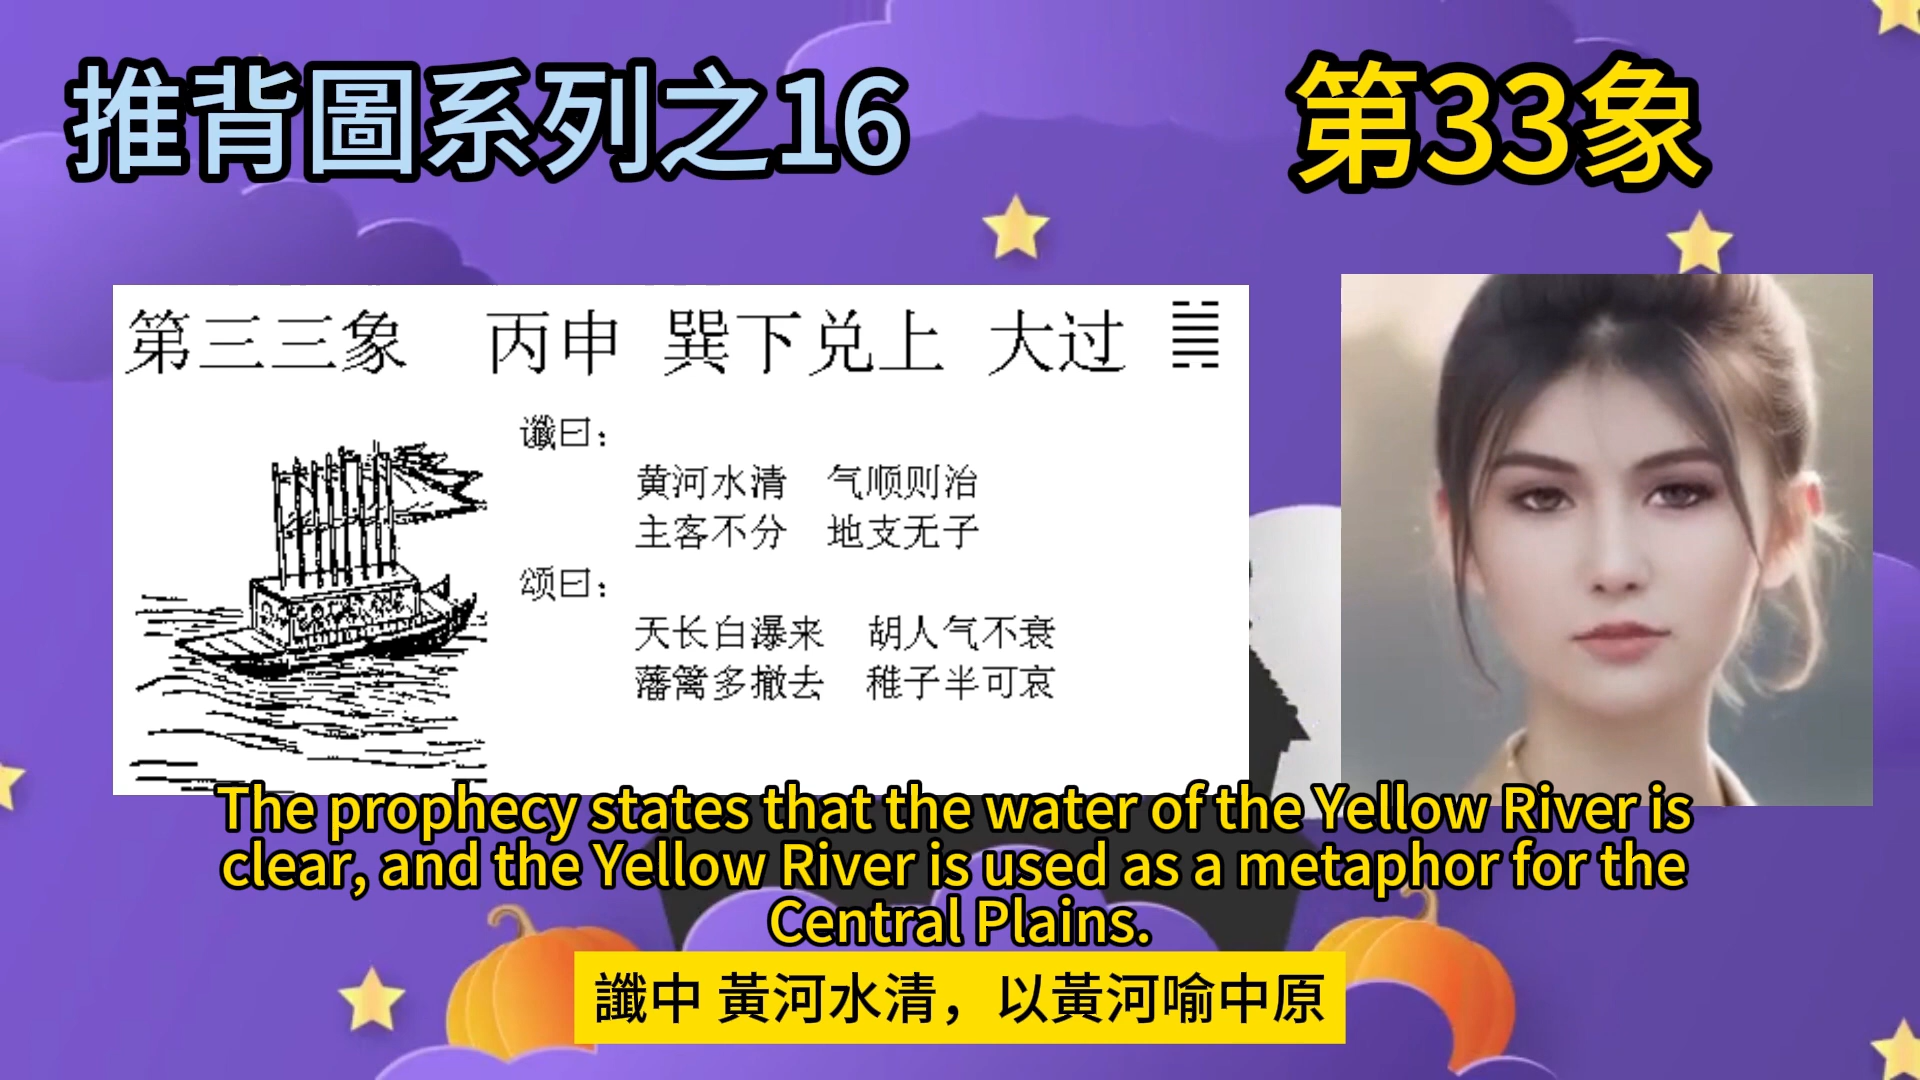 推背圖系列之16
第33象
第三三象 丙申 巽下兑上 大过
谶曰：
黄河水清 气顺则治
主客不分 地支无子
颂曰：
天长白瀑来 胡人气不衰
藩篱多撤去 稚子半可哀
The prophecy states that the water of the Yellow River is
clear, and the Yellow River is used as a metaphor for the
Central Plains.
讖中 黃河水清，以黃河喻中原